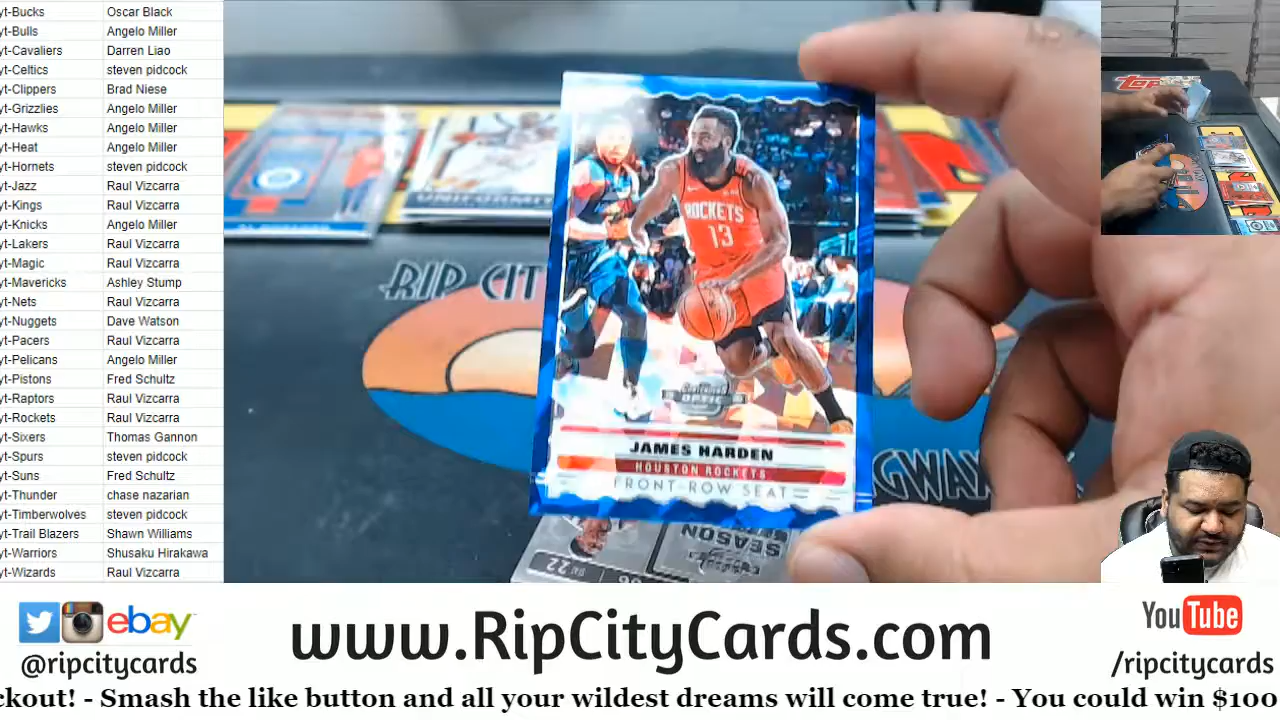 yt-Bucks Oscar Black
yt-Bulls Angelo Miller
yt-Cavaliers Darren Liao
yt-Celtics steven pidcock
yt-Clippers Brad Niese
yt-Grizzlies Angelo Miller
yt-Hawks Angelo Miller
yt-Heat Angelo Miller
yt-Hornets steven pidcock
yt-Jazz Raul Vizcarra
yt-Kings Raul Vizcarra
yt-Knicks Angelo Miller
yt-Lakers Raul Vizcarra
yt-Magic Raul Vizcarra
yt-Mavericks Ashley Stump
yt-Nets Raul Vizcarra
yt-Nuggets Dave Watson
yt-Pacers Raul Vizcarra
yt-Pelicans Angelo Miller
yt-Pistons Fred Schultz
yt-Raptors Raul Vizcarra
yt-Rockets Raul Vizcarra
yt-Sixers Thomas Gannon
yt-Spurs steven pidcock
yt-Suns Fred Schultz
yt-Thunder chase nazarian
yt-Timberwolves steven pidcock
yt-Trail Blazers Shawn Williams
yt-Warriors Shusaku Hirakawa
yt-Wizards Raul Vizcarra
RIP CIT
ROCKETS
13
CONTENDERS
OPTIC
JAMES HARDEN
HOUSTON ROCKETS
FRONT-ROW SEAT
GWAX
SEASON
22
TOPPS
ebay
@ripcitycards
www.RipCityCards.com
YouTube
/ripcitycards
ckout! - Smash the like button and all your wildest dreams will come true! - You could win $100